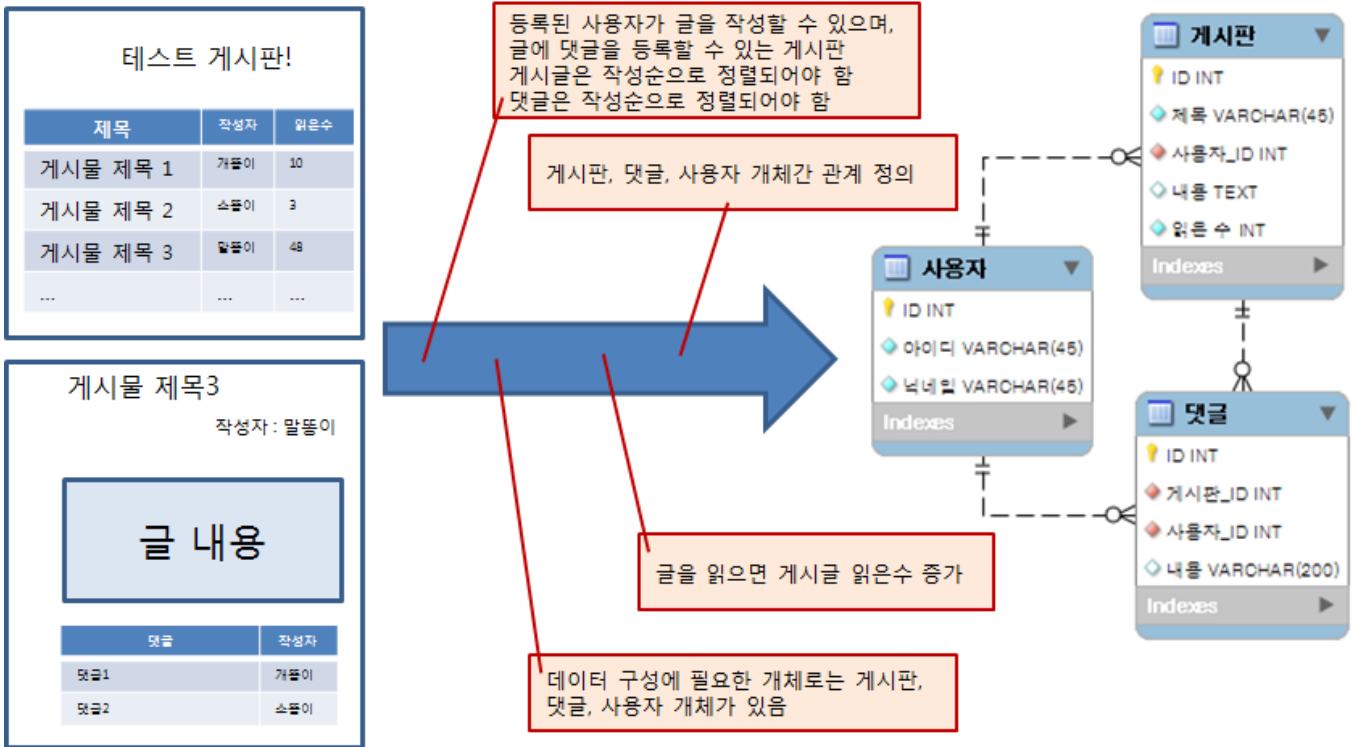 테스트 게시판!
제목 작성자 읽은수
게시물 제목 1 개똥이 10
게시물 제목 2 소똥이 3
게시물 제목 3 말똥이 48
... ... ...
게시물 제목3
작성자 : 말똥이
글 내용
댓글 작성자
댓글1 개똥이
댓글2 소똥이
등록된 사용자가 글을 작성할 수 있으며,
글에 댓글을 등록할 수 있는 게시판
게시글은 작성순으로 정렬되어야 함
댓글은 작성순으로 정렬되어야 함
게시판, 댓글, 사용자 개체간 관계 정의
글을 읽으면 게시글 읽은수 증가
데이터 구성에 필요한 개체로는 게시판,
댓글, 사용자 개체가 있음
사용자
ID INT
아이디 VARCHAR(45)
닉네임 VARCHAR(45)
Indexes
게시판
ID INT
제목 VARCHAR(45)
사용자_ID INT
내용 TEXT
읽은 수 INT
Indexes
댓글
ID INT
게시판_ID INT
사용자_ID INT
내용 VARCHAR(200)
Indexes